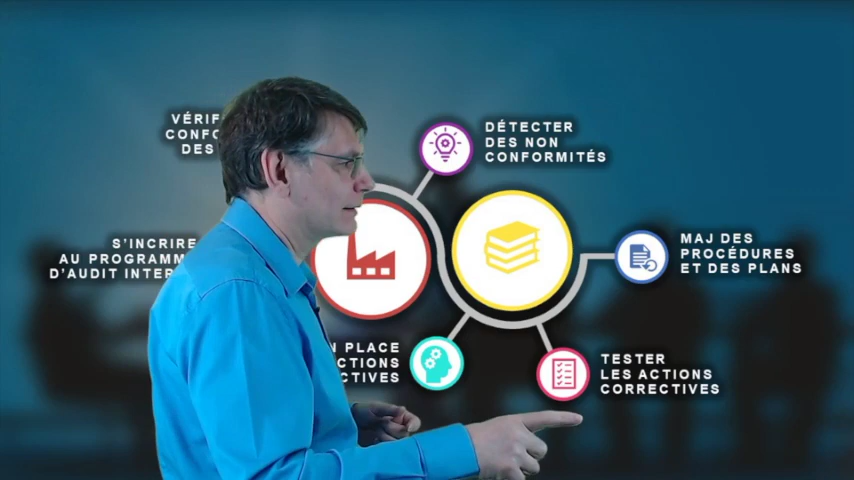 VÉRIF
CONFO
DES
DÉTECTER
DES NON
CONFORMITÉS
S'INCRIRE
AU PROGRAMM
D'AUDIT INTER
MAJ DES
PROCÉDURES
ET DES PLANS
N PLACE
CTIONS
CTIVES
TESTER
LES ACTIONS
CORRECTIVES